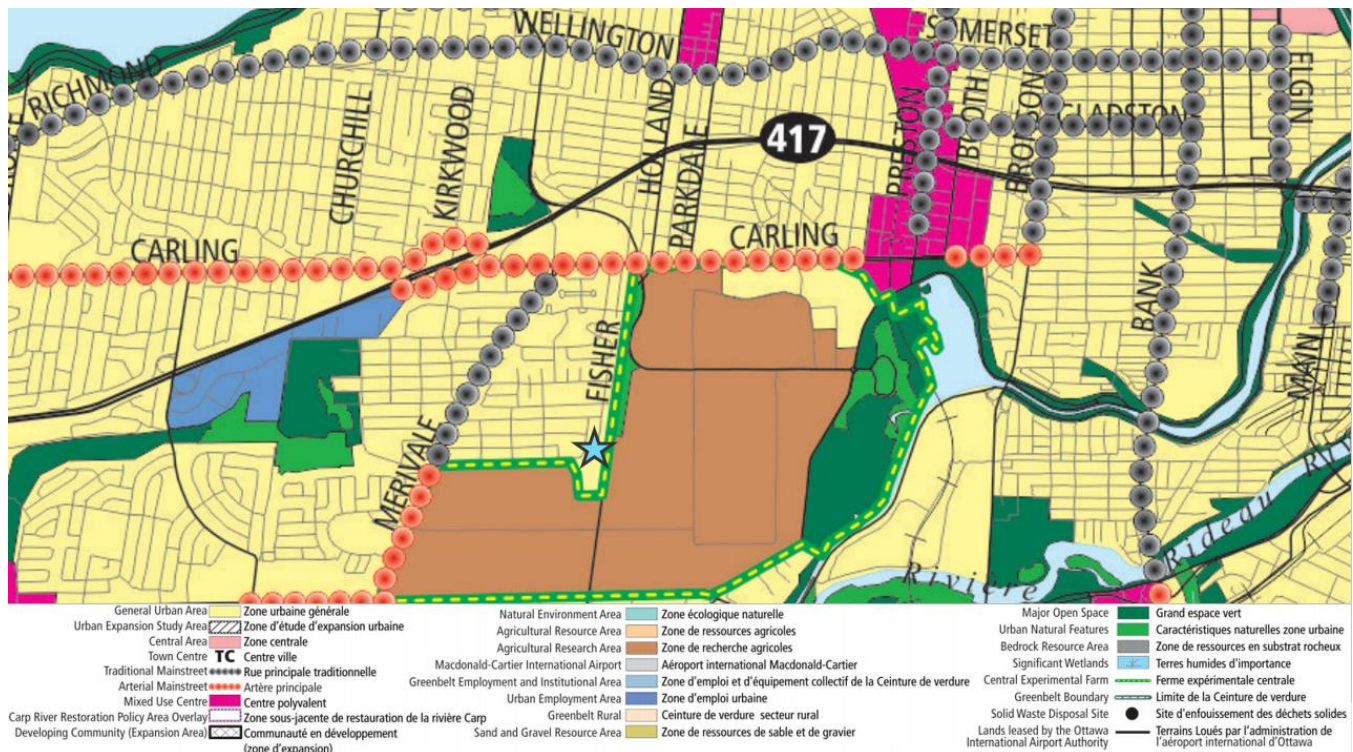 WELLINGTON
SOMERSET
RICHMOND
ELGIN
CHURCHILL
KIRKWOOD
HOLLAND
PARKDALE
417
PRESTON
BOOTH
BRONSON
GLADSTON
CARLING
CARLING
BANK
MAIN
FISHER
MERIVALE
Rivière
Rideau
General Urban Area Zone urbaine générale
Urban Expansion Study Area Zone d'étude d'expansion urbaine
Central Area Zone centrale
Town Centre TC Centre ville
Traditional Mainstreet Rue principale traditionnelle
Arterial Mainstreet Artère principale
Mixed Use Centre Centre polyvalent
Carp River Restoration Policy Area Overlay Zone sous-jacente de restauration de la rivière Carp
Developing Community (Expansion Area) Communauté en développement
(zone d'expansion)
Natural Environment Area Zone écologique naturelle
Agricultural Resource Area Zone de ressources agricoles
Agricultural Research Area Zone de recherche agricoles
Macdonald-Cartier International Airport Aéroport international Macdonald-Cartier
Greenbelt Employment and Institutional Area Zone d'emploi et d'équipement collectif de la Ceinture de verdure
Urban Employment Area Zone d'emploi urbaine
Greenbelt Rural Ceinture de verdure secteur rural
Sand and Gravel Resource Area Zone de ressources de sable et de gravier
Major Open Space Grand espace vert
Urban Natural Features Caractéristiques naturelles zone urbaine
Bedrock Resource Area Zone de ressources en substrat rocheux
Significant Wetlands Terres humides d'importance
Central Experimental Farm Ferme expérimentale centrale
Greenbelt Boundary Limite de la Ceinture de verdure
Solid Waste Disposal Site Site d'enfouissement des déchets solides
Lands leased by the Ottawa Terrains Loués par l'administration de
International Airport Authority l'aéroport international d'Ottawa